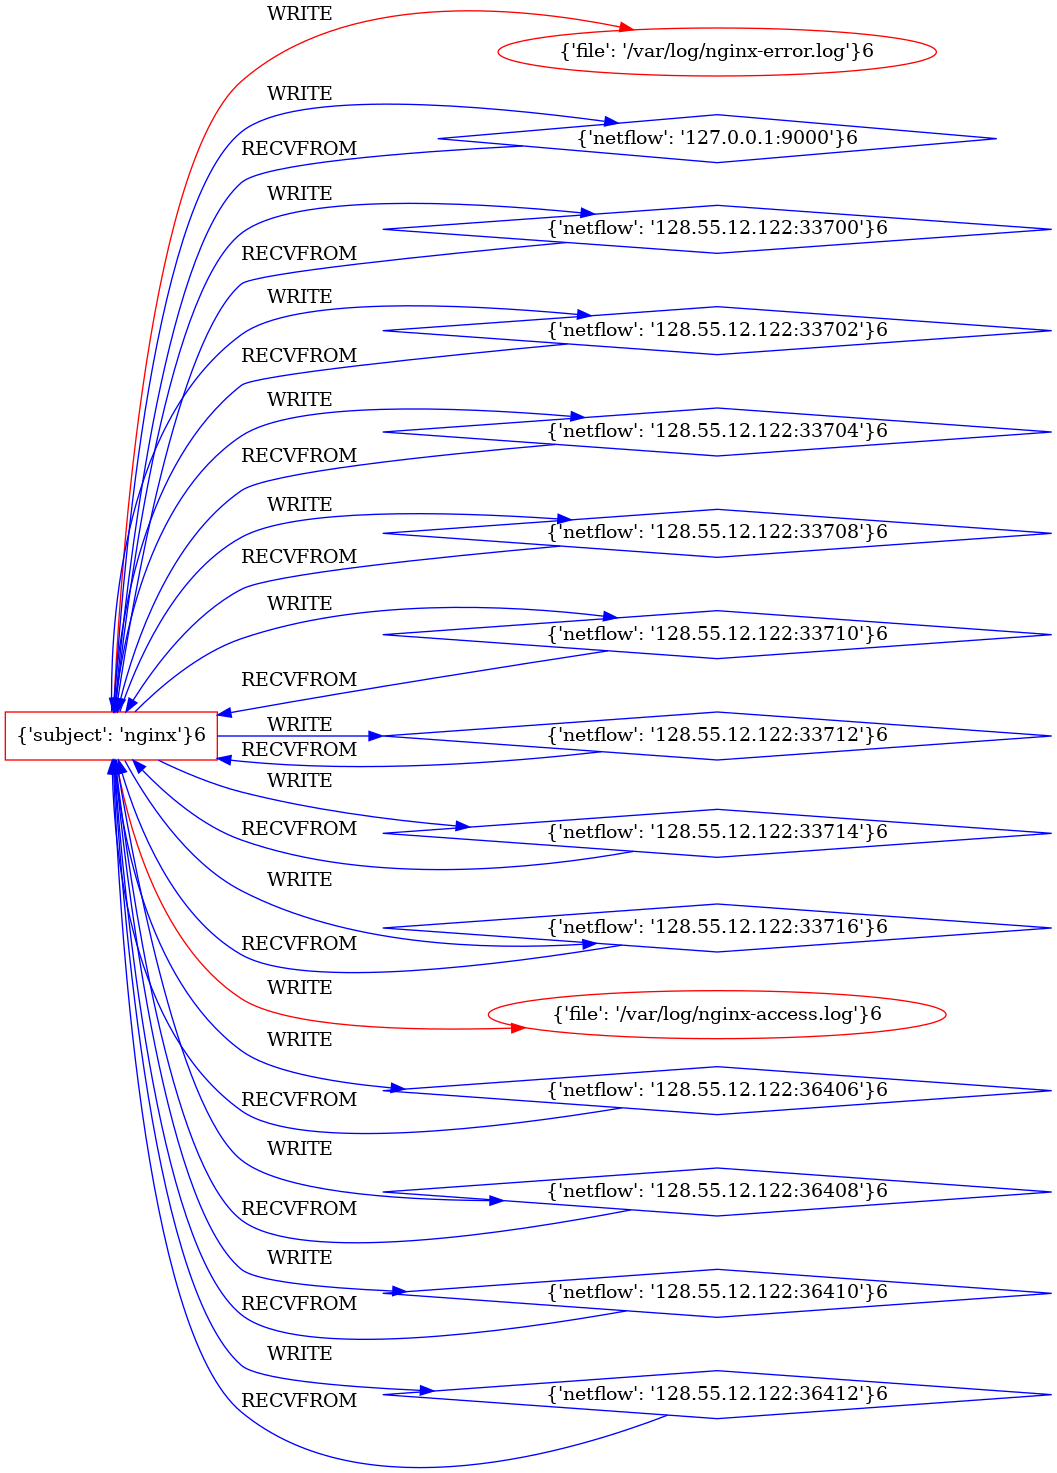 WRITE
{'file': '/var/log/nginx-error.log'}6
WRITE
{'netflow': '127.0.0.1:9000'}6
RECVFROM
WRITE
{'netflow': '128.55.12.122:33700'}6
RECVFROM
WRITE
{'netflow': '128.55.12.122:33702'}6
RECVFROM
WRITE
{'netflow': '128.55.12.122:33704'}6
RECVFROM
WRITE
{'netflow': '128.55.12.122:33708'}6
RECVFROM
WRITE
{'netflow': '128.55.12.122:33710'}6
RECVFROM
{'subject': 'nginx'}6
WRITE
{'netflow': '128.55.12.122:33712'}6
RECVFROM
WRITE
{'netflow': '128.55.12.122:33714'}6
RECVFROM
WRITE
{'netflow': '128.55.12.122:33716'}6
RECVFROM
WRITE
{'file': '/var/log/nginx-access.log'}6
WRITE
{'netflow': '128.55.12.122:36406'}6
RECVFROM
WRITE
{'netflow': '128.55.12.122:36408'}6
RECVFROM
WRITE
{'netflow': '128.55.12.122:36410'}6
RECVFROM
WRITE
{'netflow': '128.55.12.122:36412'}6
RECVFROM